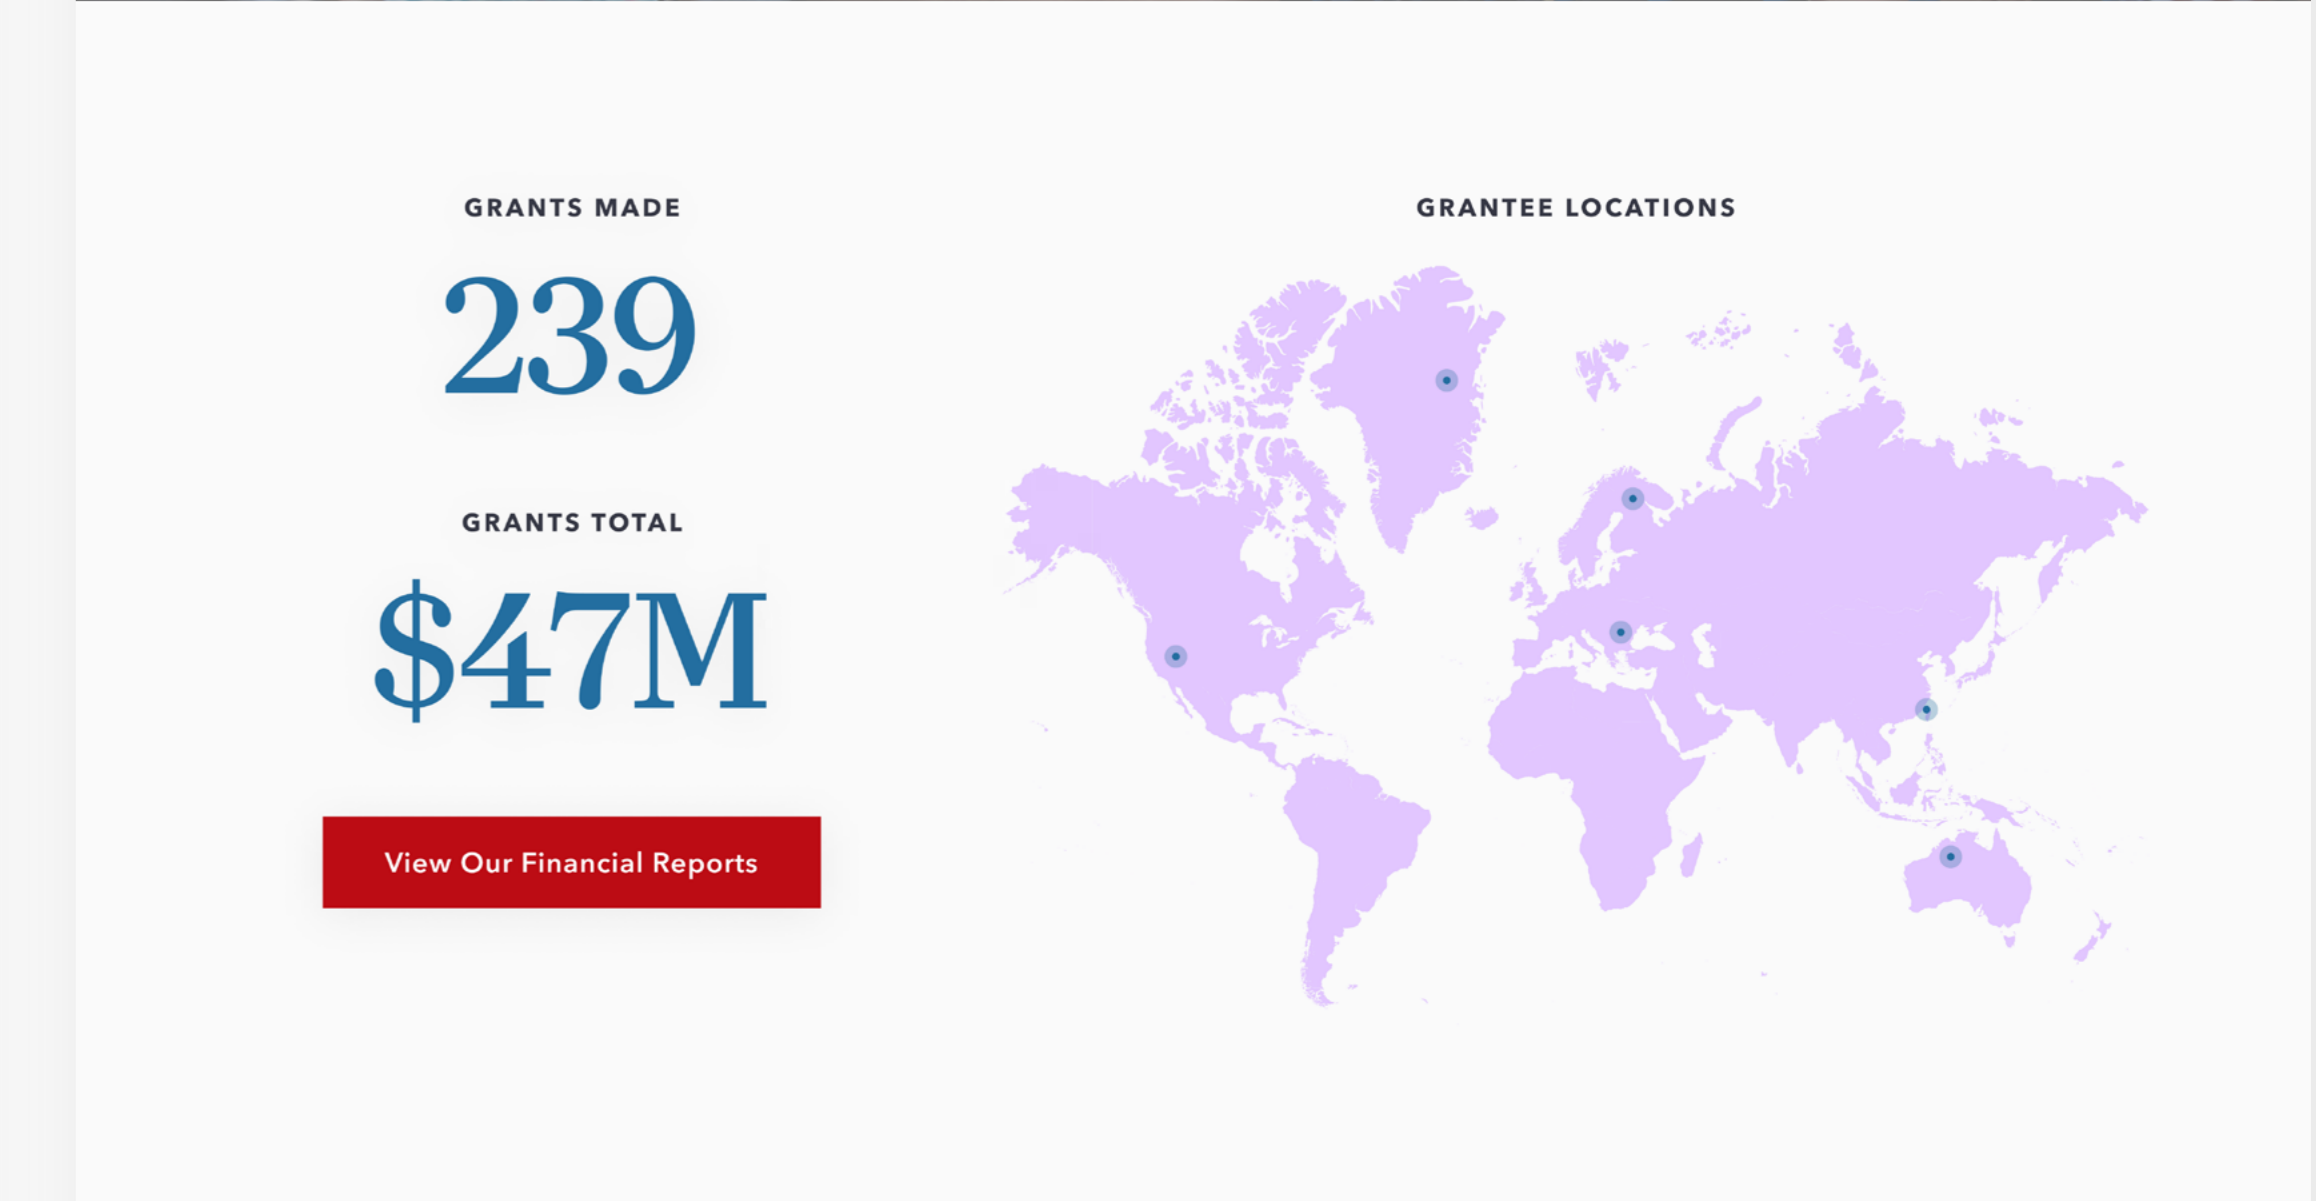 GRANTS MADE
239
GRANTS TOTAL
$47M
View Our Financial Reports
GRANTEE LOCATIONS